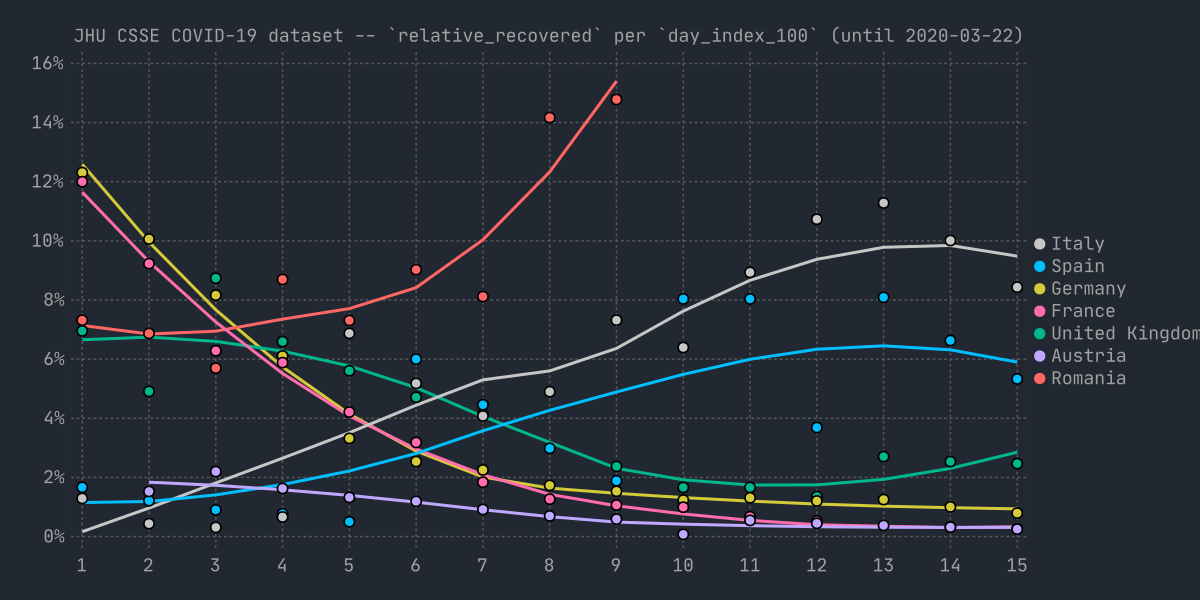 JHU CSSE COVID-19 dataset -- `relative_recovered` per `day_index_100` (until 2020-03-22)
16%
14%
12%
10%
8%
6%
4%
2%
0%
1 2 3 4 5 6 7 8 9 10 11 12 13 14 15
Italy
Spain
Germany
France
United Kingdom
Austria
Romania